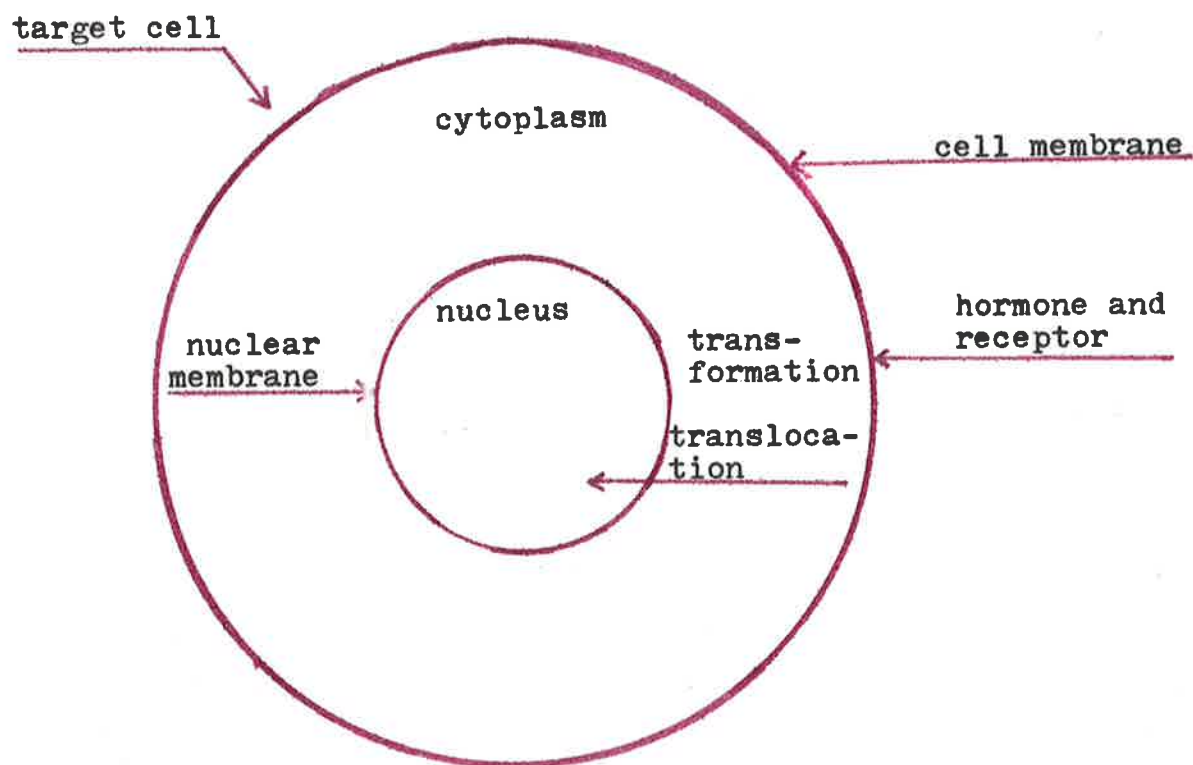 target cell
cytoplasm
cell membrane
nucleus
hormone and
receptor
nuclear
membrane
trans-
formation
transloca-
tion